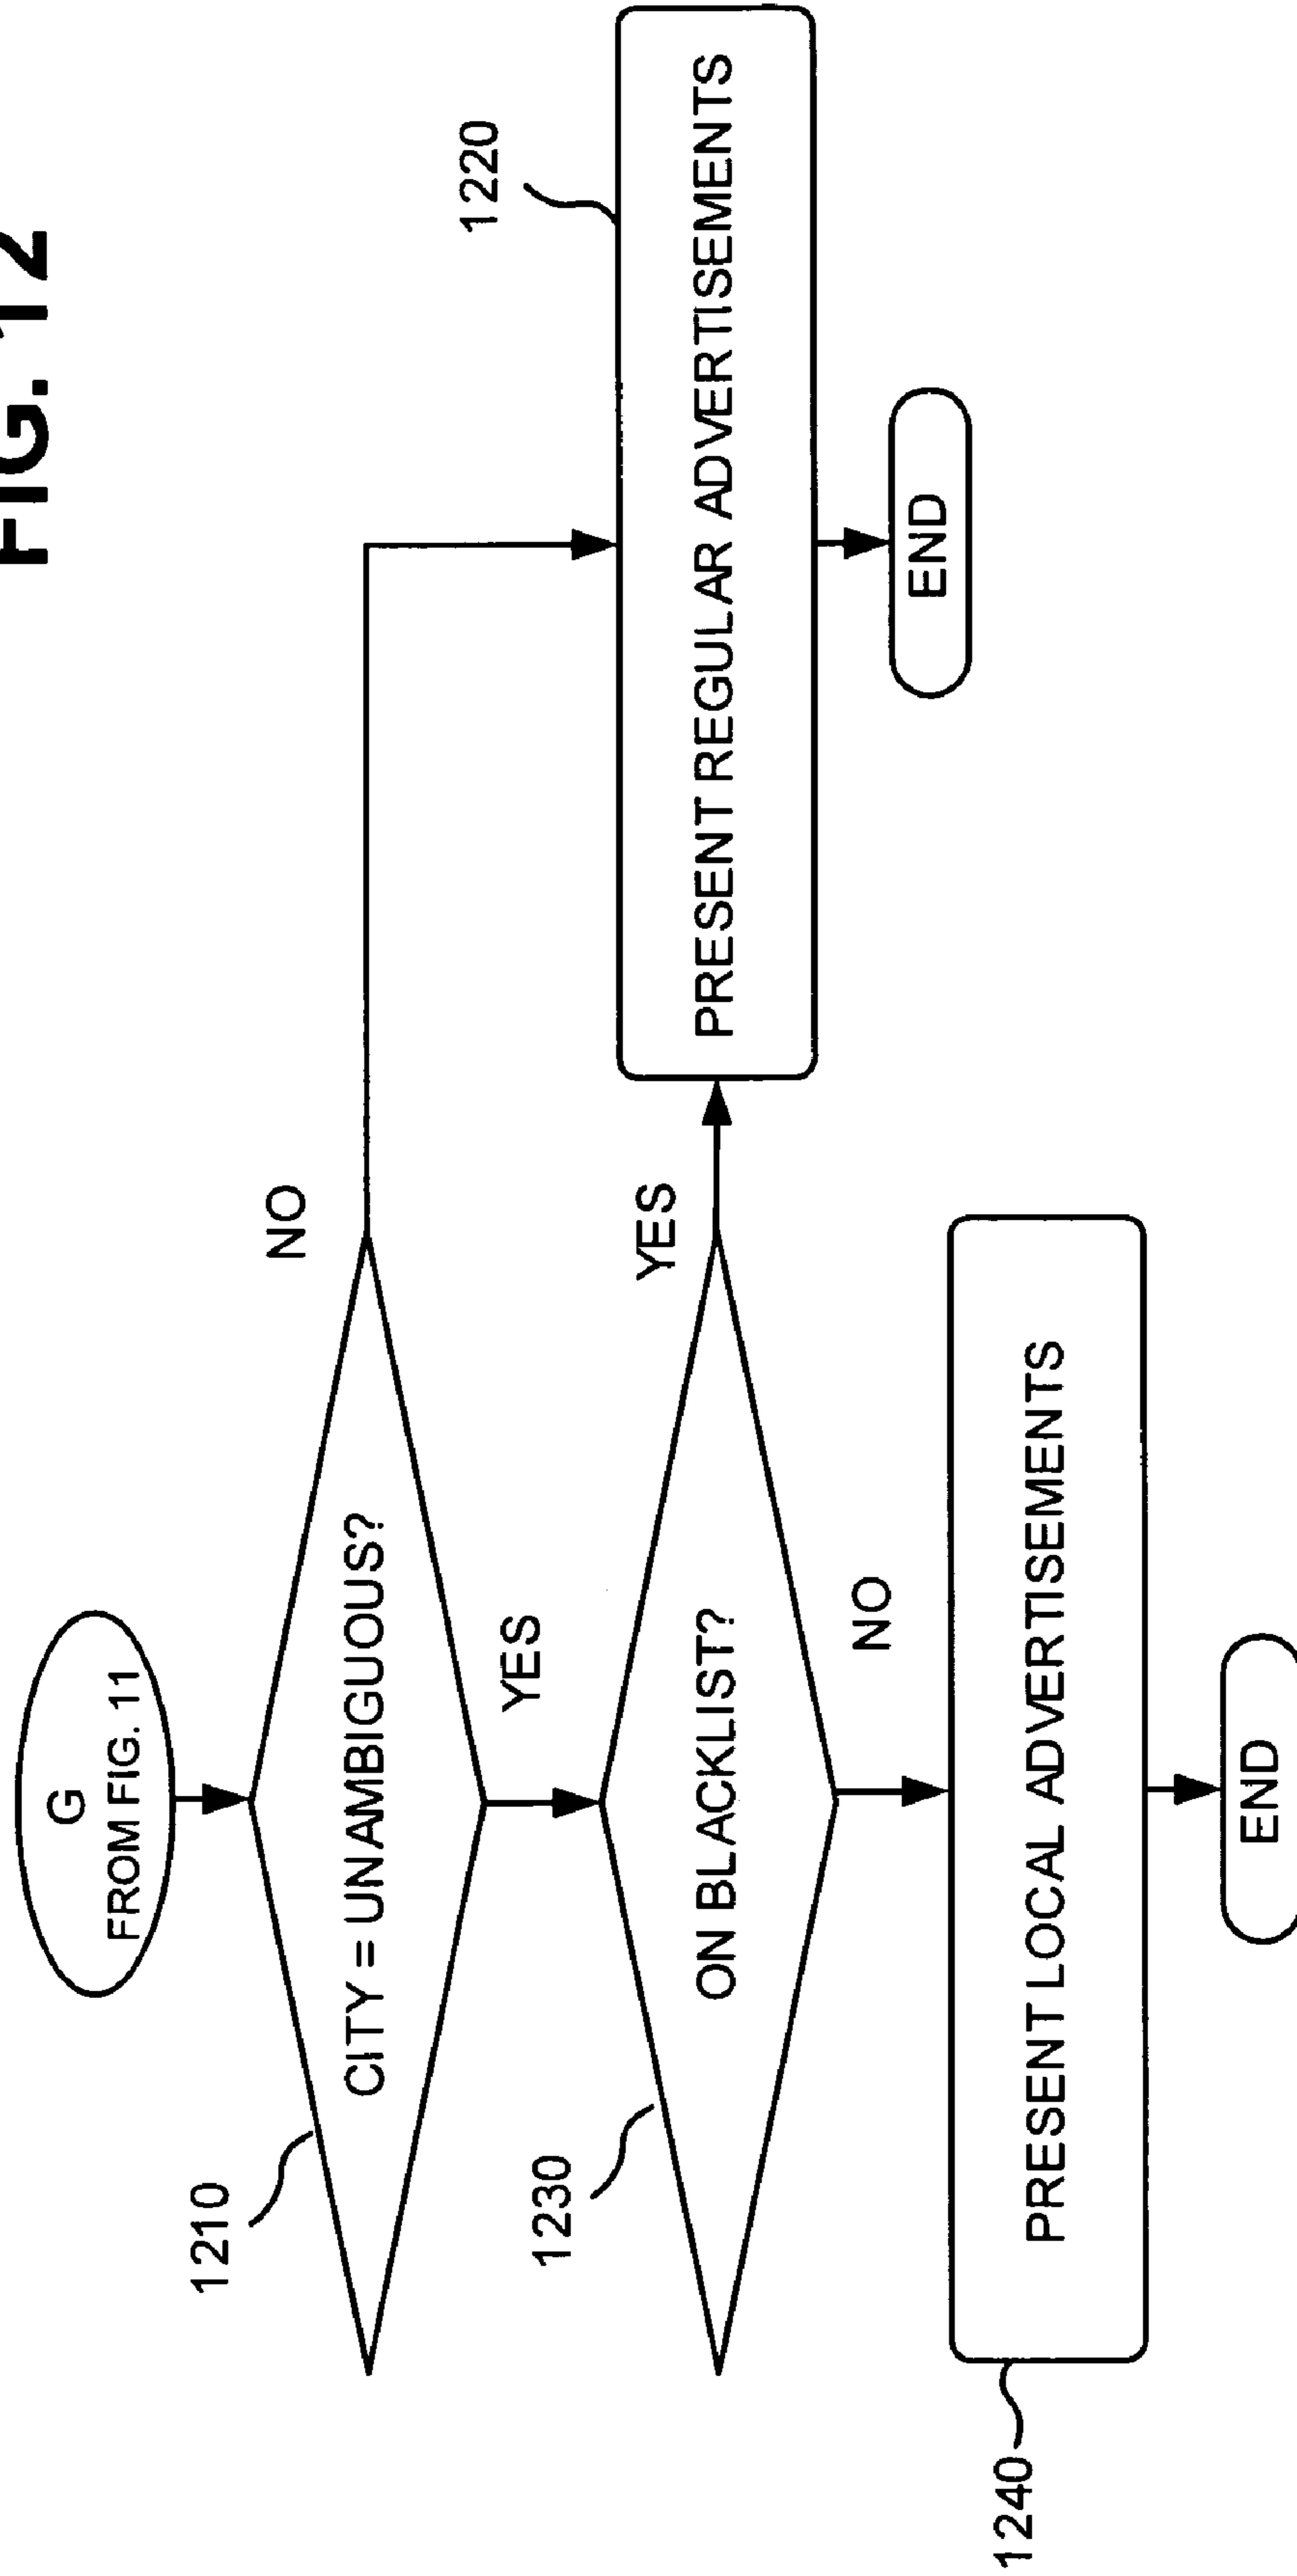 FIG. 12
G
FROM FIG. 11
1210
CITY = UNAMBIGUOUS?
NO
YES
1230
ON BLACKLIST?
YES
1220
PRESENT REGULAR ADVERTISEMENTS
END
NO
1240
PRESENT LOCAL ADVERTISEMENTS
END